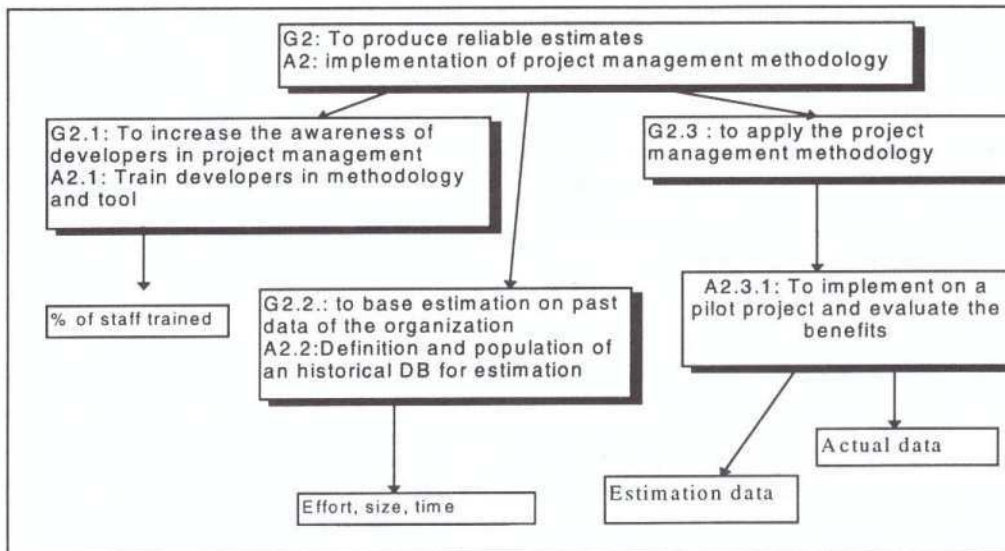 G2: To produce reliable estimates
A2: implementation of project management methodology
G2.1: To increase the awareness of
developers in project management
A2.1: Train developers in methodology
and tool
G2.3 : to apply the project
management methodology
% of staff trained
G2.2.: to base estimation on past
data of the organization
A2.2:Definition and population of
an historical DB for estimation
A2.3.1: To implement on a
pilot project and evaluate the
benefits
Actual data
Estimation data
Effort, size, time